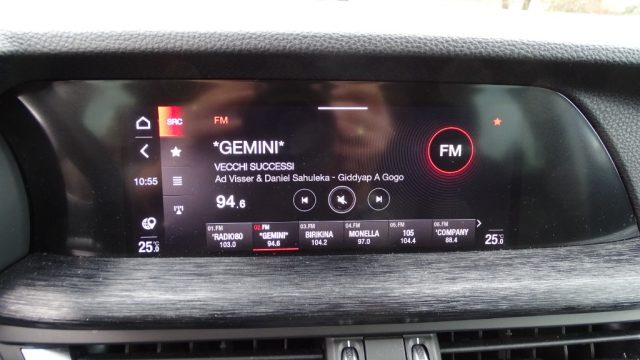 SRC
FM
*GEMINI*
VECCHI SUCCESSI
Ad Visser & Daniel Sahuleka - Giddyap A Gogo
FM
10:55
94.6
01.FM
*RADIO80
103.0
02.FM
*GEMINI*
94.6
03.FM
BIRIKINA
104.2
04.FM
MONELLA
97.0
05.FM
105
104.4
06.FM
'COMPANY
88.4
25.0 °C
25.0 °C